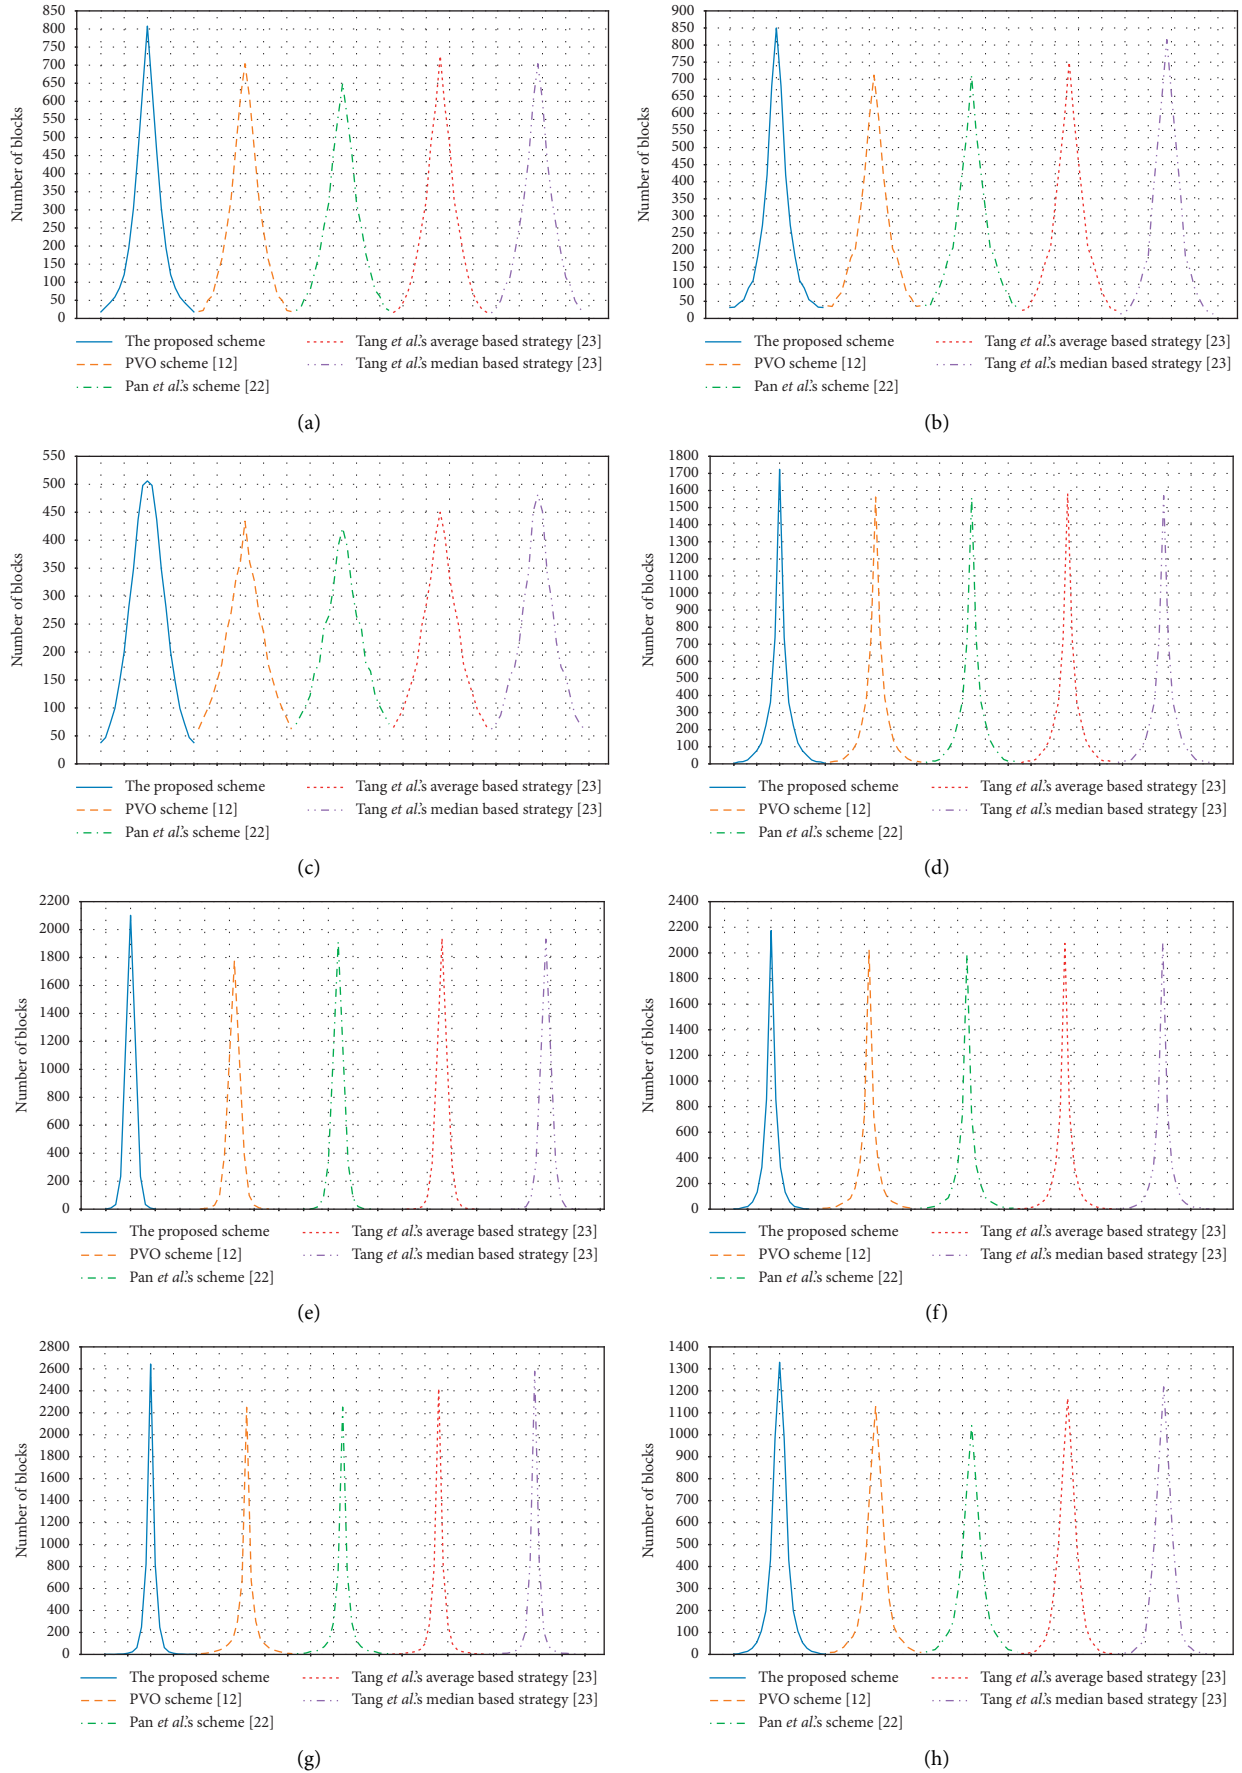 850
800
750
700
650
600
550
500
450
400
350
300
250
200
150
100
50
0
Number of blocks
The proposed scheme
PVO scheme [12]
Pan et al.'s scheme [22]
Tang et al.'s average based strategy [23]
Tang et al.'s median based strategy [23]
(a)
900
850
800
750
700
650
600
550
500
450
400
350
300
250
200
150
100
50
0
Number of blocks
The proposed scheme
PVO scheme [12]
Pan et al.'s scheme [22]
Tang et al.'s average based strategy [23]
Tang et al.'s median based strategy [23]
(b)
550
500
450
400
350
300
250
200
150
100
50
0
Number of blocks
The proposed scheme
PVO scheme [12]
Pan et al.'s scheme [22]
Tang et al.'s average based strategy [23]
Tang et al.'s median based strategy [23]
(c)
1800
1700
1600
1500
1400
1300
1200
1100
1000
900
800
700
600
500
400
300
200
100
0
Number of blocks
The proposed scheme
PVO scheme [12]
Pan et al.'s scheme [22]
Tang et al.'s average based strategy [23]
Tang et al.'s median based strategy [23]
(d)
2200
2000
1800
1600
1400
1200
1000
800
600
400
200
0
Number of blocks
The proposed scheme
PVO scheme [12]
Pan et al.'s scheme [22]
Tang et al.'s average based strategy [23]
Tang et al.'s median based strategy [23]
(e)
2400
2200
2000
1800
1600
1400
1200
1000
800
600
400
200
0
Number of blocks
The proposed scheme
PVO scheme [12]
Pan et al.'s scheme [22]
Tang et al.'s average based strategy [23]
Tang et al.'s median based strategy [23]
(f)
2800
2600
2400
2200
2000
1800
1600
1400
1200
1000
800
600
400
200
0
Number of blocks
The proposed scheme
PVO scheme [12]
Pan et al.'s scheme [22]
Tang et al.'s average based strategy [23]
Tang et al.'s median based strategy [23]
(g)
1400
1300
1200
1100
1000
900
800
700
600
500
400
300
200
100
0
Number of blocks
The proposed scheme
PVO scheme [12]
Pan et al.'s scheme [22]
Tang et al.'s average based strategy [23]
Tang et al.'s median based strategy [23]
(h)